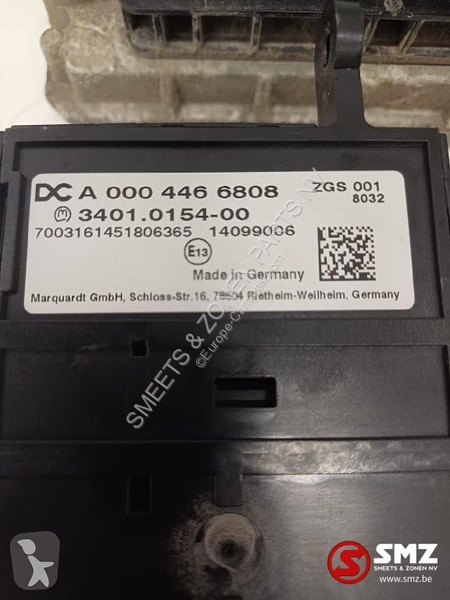 DC A 000 446 6808
ZGS 001
8032
M 3401.0154-00
7003161451806365 14099006
E13
Made in Germany
Marquardt GmbH, Schloss-Str.16, 78604 Rietheim-Weilheim, Germany
SMEETS & ZONEN PARTS NV
©Europe-Camions.com
SMZ
SMEETS & ZONEN NV
www.smz.be